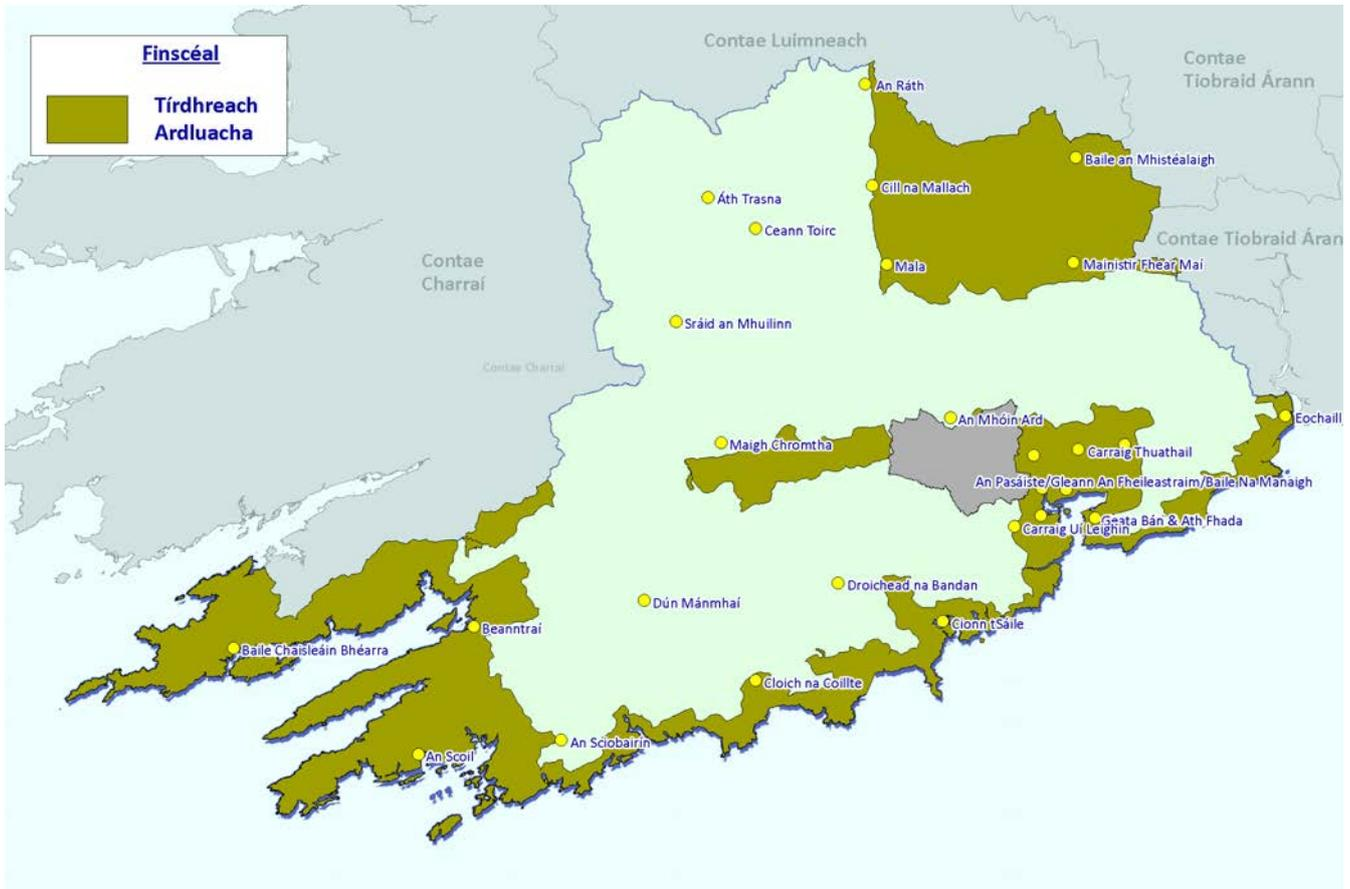 Finscéal
Tírdhreach
Ardluacha
Contae Luimneach
Contae
Tiobraid Árann
An Ráth
Baile an Mhistéalaigh
Cill na Mallach
Áth Trasna
Ceann Toirc
Contae Tiobraid Áran
Contae
Charraí
Mala
Mainistir Fhear Maí
Sráid an Mhuilinn
Contae Charraí
An Mhóin Ard
Eochaill
Maigh Chromtha
Carraig Thuathail
An Pasáiste/Gleann An Fheileastraim/Baile Na Manaigh
Geata Bán & Ath Fhada
Carraig Uí Leighin
Droichead na Bandan
Dún Mánmhaí
Cionn tSáile
Beanntraí
Baile Chaisleáin Bhéarra
Cloich na Coillte
An Sciobairín
An Scoil